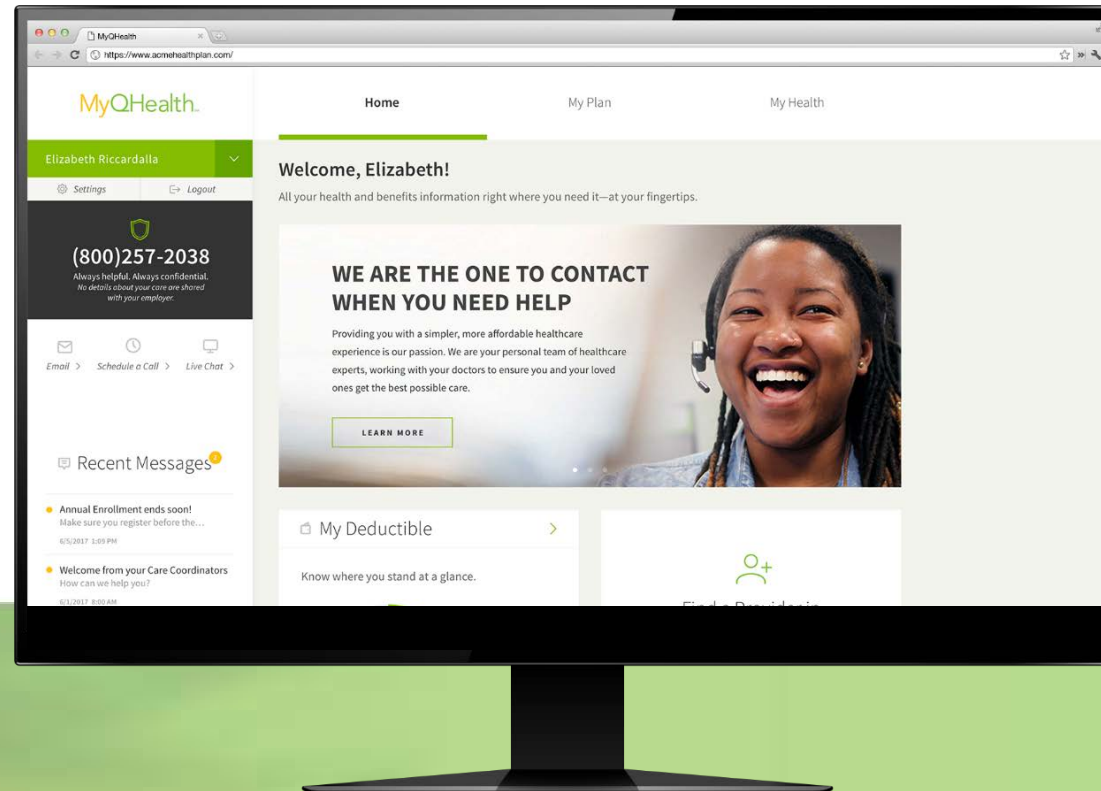 MyQHealth
https://www.acmehealthplan.com/
MyQHealth
Home
My Plan
My Health
Elizabeth Riccardalla
Settings
Logout
(800)257-2038
Always helpful. Always confidential.
No details about your care are shared
with your employer.
Email >
Schedule a Call >
Live Chat >
Recent Messages
2
Annual Enrollment ends soon!
Make sure you register before the...
6/5/2017 1:09 PM
Welcome from your Care Coordinators
How can we help you?
6/1/2017 8:00 AM
Welcome, Elizabeth!
All your health and benefits information right where you need it—at your fingertips.
WE ARE THE ONE TO CONTACT
WHEN YOU NEED HELP
Providing you with a simpler, more affordable healthcare
experience is our passion. We are your personal team of healthcare
experts, working with your doctors to ensure you and your loved
ones get the best possible care.
LEARN MORE
My Deductible
Know where you stand at a glance.
Find a Provider in